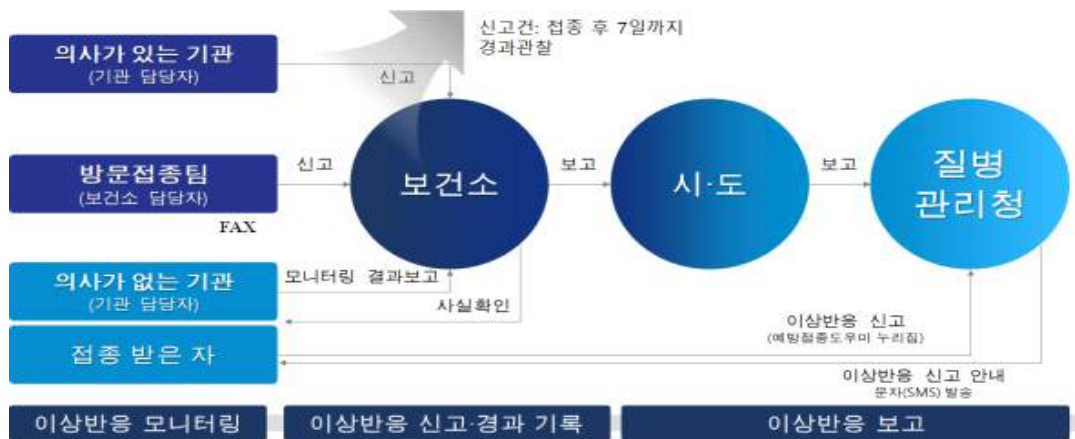 신고건: 접종 후 7일까지
경과관찰
의사가 있는 기관
(기관 담당자)
신고
방문접종팀
(보건소 담당자)
신고
보건소
보고
시·도
보고
질병
관리청
FAX
의사가 없는 기관
(기관 담당자)
모니터링 결과보고
사실확인
접종 받은 자
이상반응 신고
(예방접종도우미 누리집)
이상반응 신고 안내
문자(SMS) 발송
이상반응 모니터링
이상반응 신고·경과 기록
이상반응 보고